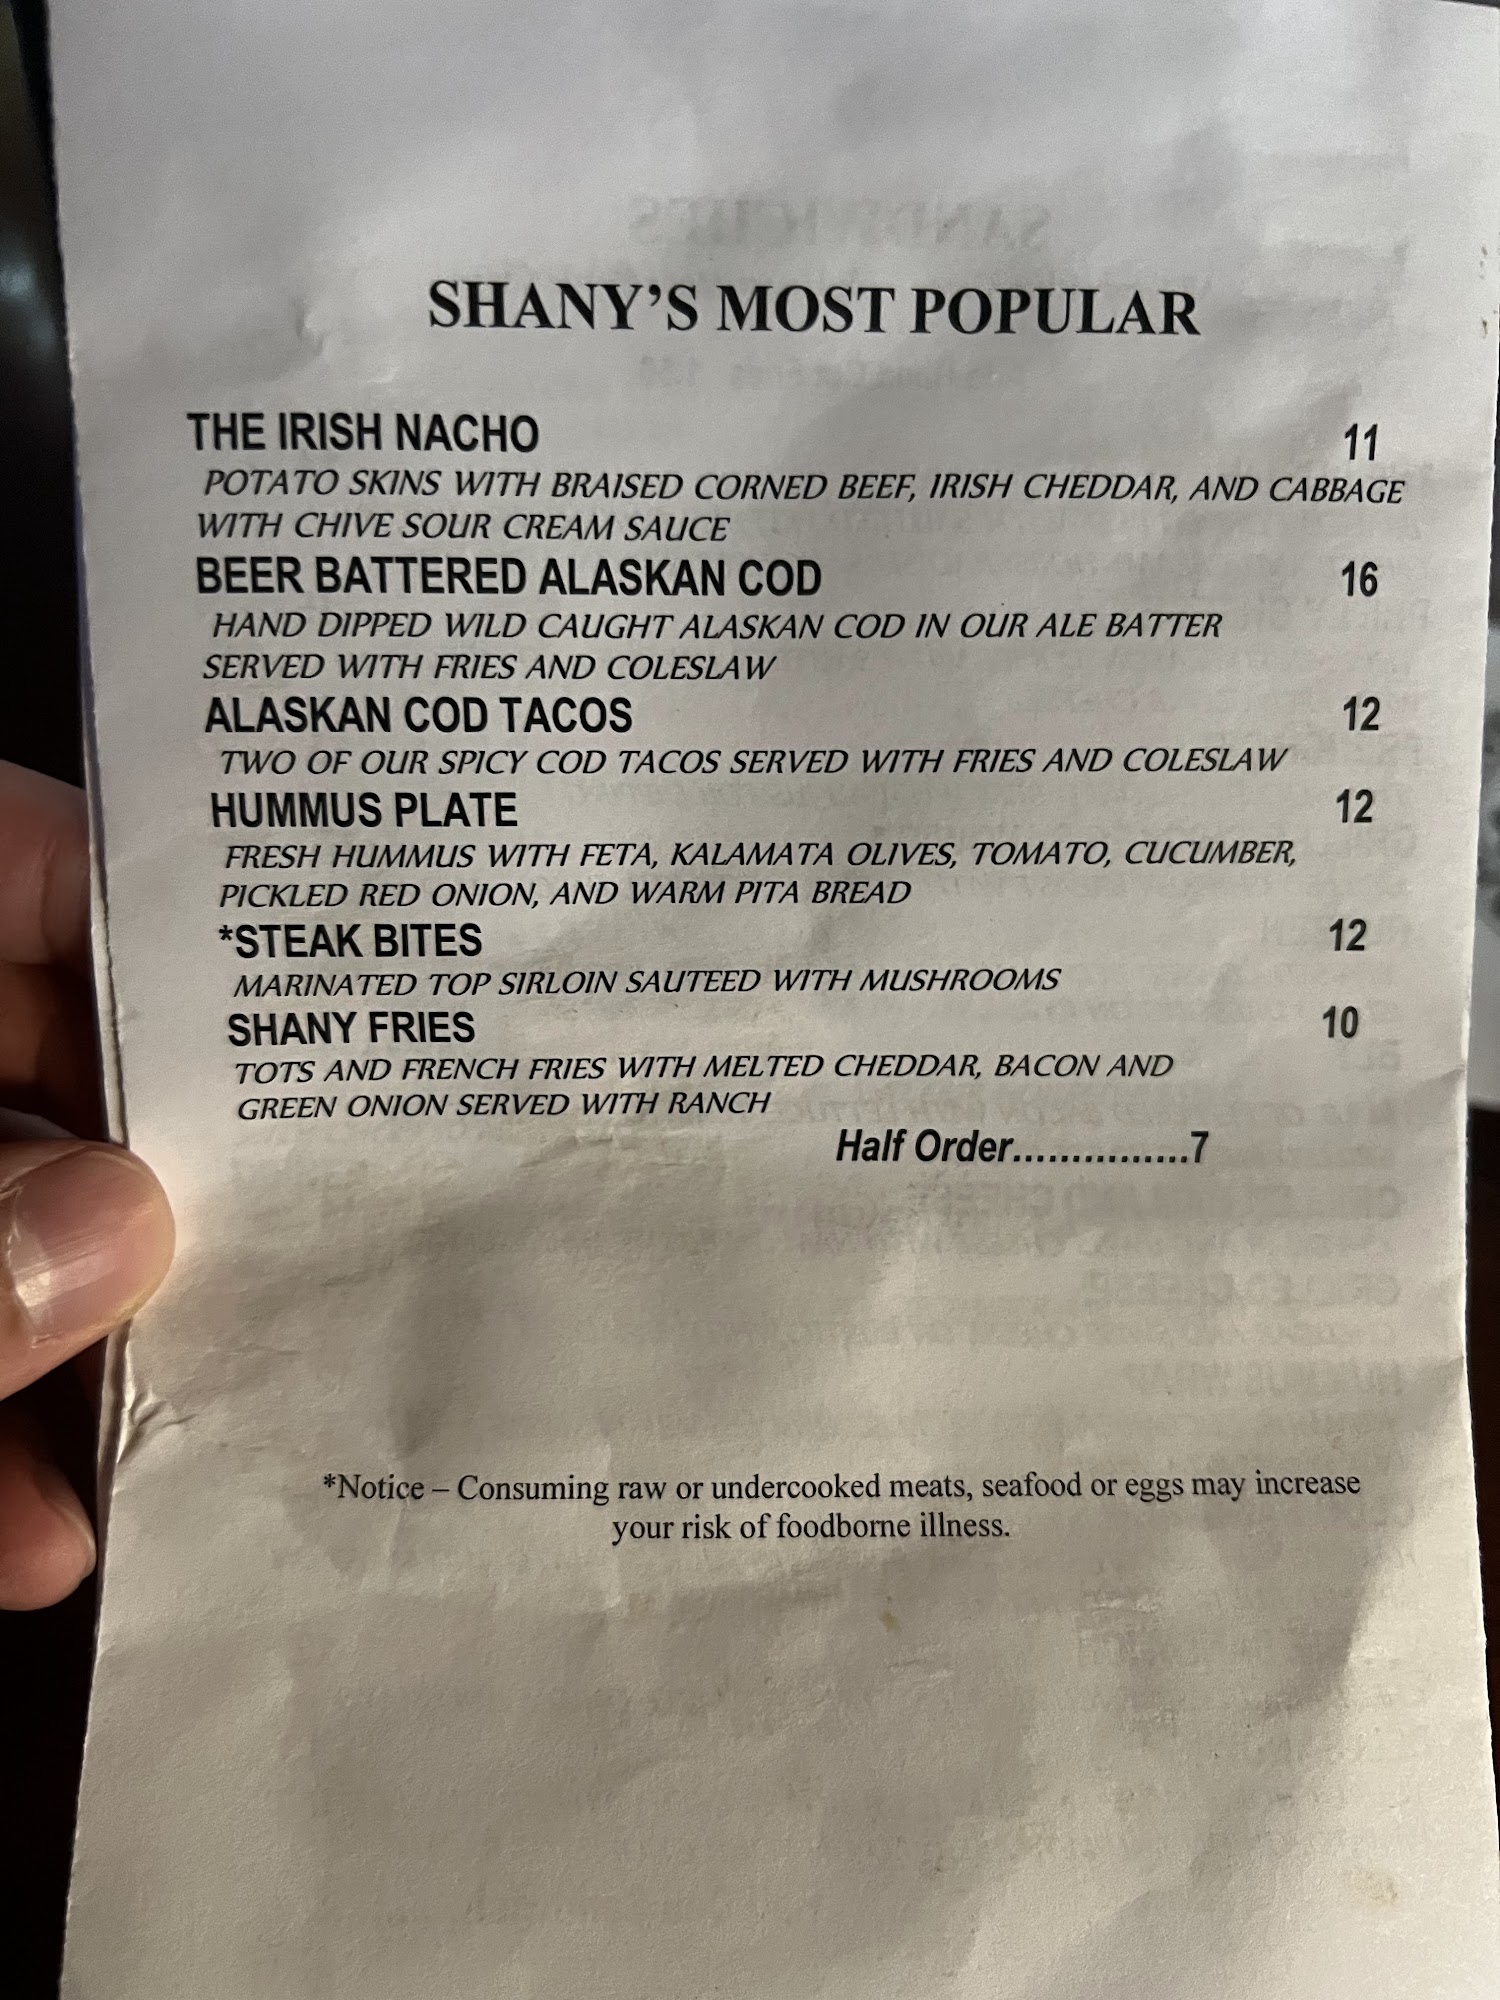 SHANY'S MOST POPULAR
THE IRISH NACHO 11
POTATO SKINS WITH BRAISED CORNED BEEF, IRISH CHEDDAR, AND CABBAGE
WITH CHIVE SOUR CREAM SAUCE
BEER BATTERED ALASKAN COD 16
HAND DIPPED WILD CAUGHT ALASKAN COD IN OUR ALE BATTER
SERVED WITH FRIES AND COLESLAW
ALASKAN COD TACOS 12
TWO OF OUR SPICY COD TACOS SERVED WITH FRIES AND COLESLAW
HUMMUS PLATE 12
FRESH HUMMUS WITH FETA, KALAMATA OLIVES, TOMATO, CUCUMBER,
PICKLED RED ONION, AND WARM PITA BREAD
*STEAK BITES 12
MARINATED TOP SIRLOIN SAUTEED WITH MUSHROOMS
SHANY FRIES 10
TOTS AND FRENCH FRIES WITH MELTED CHEDDAR, BACON AND
GREEN ONION SERVED WITH RANCH
Half Order...............7
*Notice – Consuming raw or undercooked meats, seafood or eggs may increase
your risk of foodborne illness.